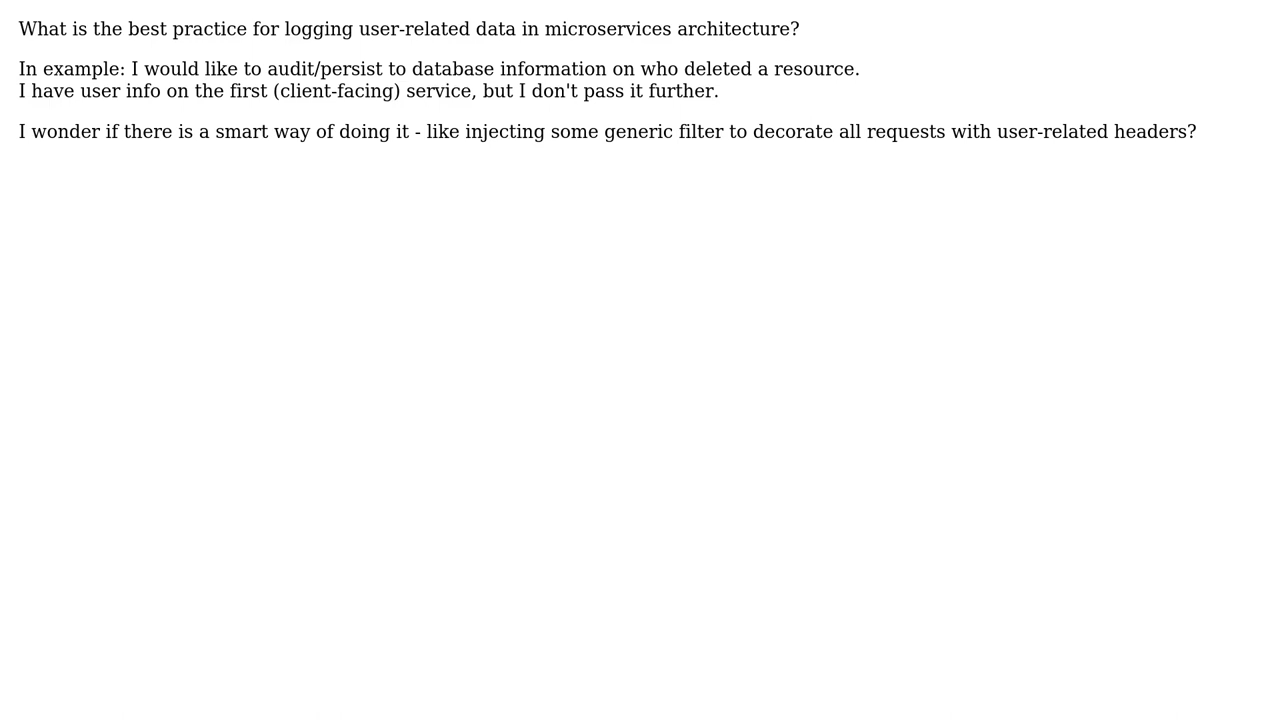 What is the best practice for logging user-related data in microservices architecture?
In example: I would like to audit/persist to database information on who deleted a resource.
I have user info on the first (client-facing) service, but I don't pass it further.
I wonder if there is a smart way of doing it - like injecting some generic filter to decorate all requests with user-related headers?